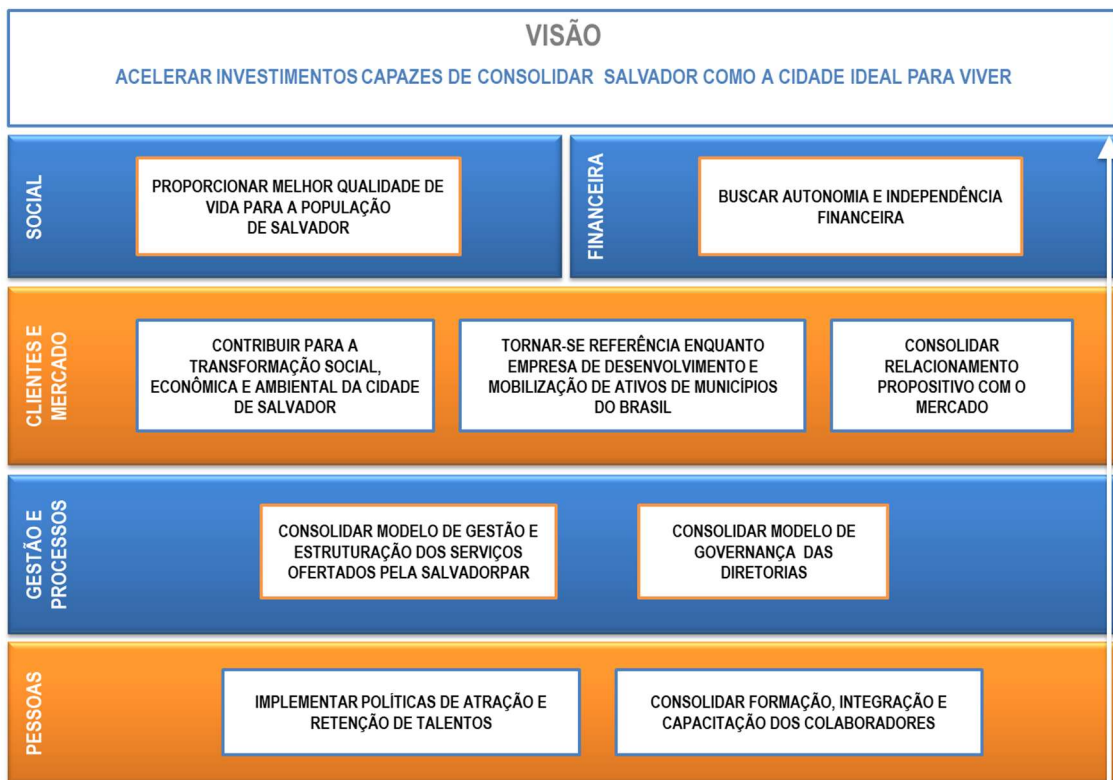 VISÃO
ACELERAR INVESTIMENTOS CAPAZES DE CONSOLIDAR SALVADOR COMO A CIDADE IDEAL PARA VIVER
SOCIAL
PROPORCIONAR MELHOR QUALIDADE DE
VIDA PARA A POPULAÇÃO
DE SALVADOR
FINANCEIRA
BUSCAR AUTONOMIA E INDEPENDÊNCIA
FINANCEIRA
CLIENTES E
MERCADO
CONTRIBUIR PARA A
TRANSFORMAÇÃO SOCIAL,
ECONÔMICA E AMBIENTAL DA CIDADE
DE SALVADOR
TORNAR-SE REFERÊNCIA ENQUANTO
EMPRESA DE DESENVOLVIMENTO E
MOBILIZAÇÃO DE ATIVOS DE MUNICÍPIOS
DO BRASIL
CONSOLIDAR
RELACIONAMENTO
PROPOSITIVO COM O
MERCADO
GESTÃO E
PROCESSOS
CONSOLIDAR MODELO DE GESTÃO E
ESTRUTURAÇÃO DOS SERVIÇOS
OFERTADOS PELA SALVADORPAR
CONSOLIDAR MODELO DE
GOVERNANÇA DAS
DIRETORIAS
PESSOAS
IMPLEMENTAR POLÍTICAS DE ATRAÇÃO E
RETENÇÃO DE TALENTOS
CONSOLIDAR FORMAÇÃO, INTEGRAÇÃO E
CAPACITAÇÃO DOS COLABORADORES